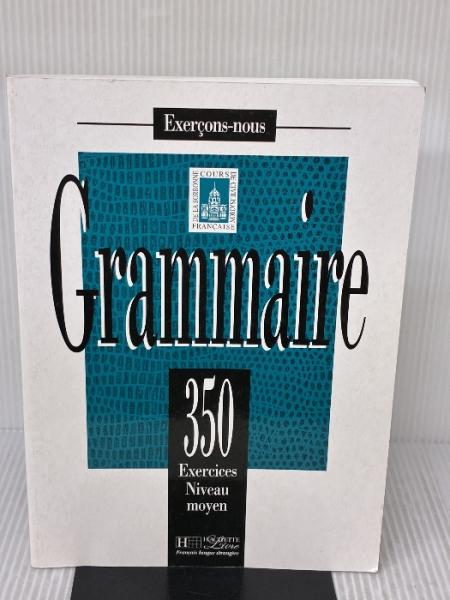 Exerçons-nous
COURS
DE CIVILISATION
FRANÇAISE
DE LA SORBONNE
Grammaire
350
Exercices
Niveau
moyen
H HACHETTE
Livre
Français langue étrangère